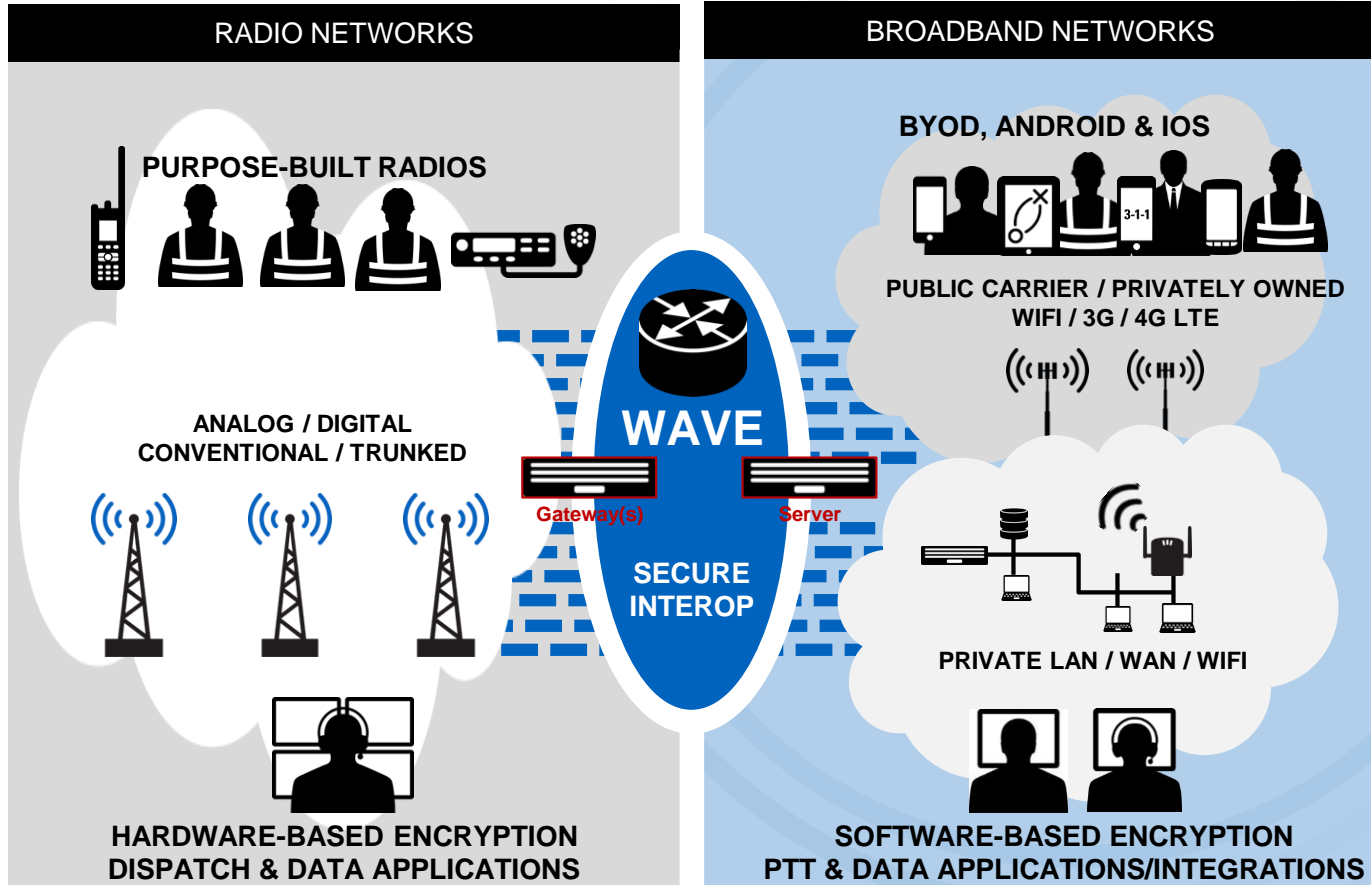 RADIO NETWORKS
PURPOSE-BUILT RADIOS
ANALOG / DIGITAL
CONVENTIONAL / TRUNKED
HARDWARE-BASED ENCRYPTION
DISPATCH & DATA APPLICATIONS
WAVE
Gateway(s)
Server
SECURE
INTEROP
BROADBAND NETWORKS
BYOD, ANDROID & IOS
3-1-1
PUBLIC CARRIER / PRIVATELY OWNED
WIFI / 3G / 4G LTE
PRIVATE LAN / WAN / WIFI
SOFTWARE-BASED ENCRYPTION
PTT & DATA APPLICATIONS/INTEGRATIONS